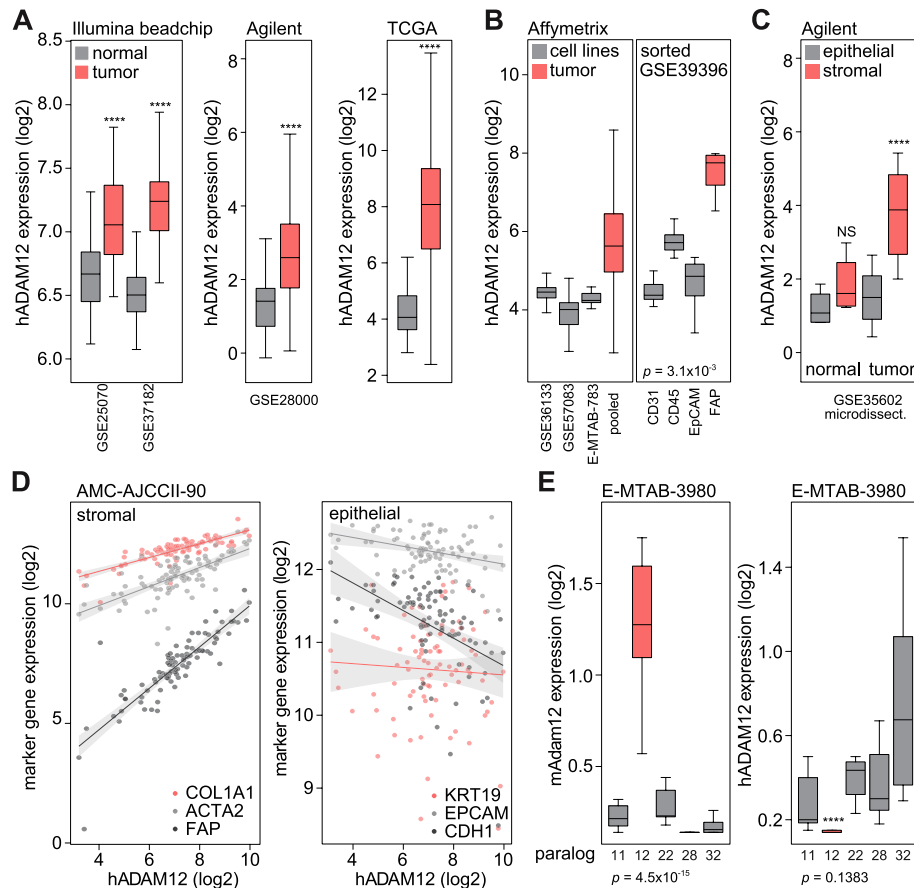 A
Illumina beadchip
normal
tumor
hADAM12 expression (log2)
8.5
8.0
7.5
7.0
6.5
6.0
****
****
GSE25070
GSE37182
Agilent
hADAM12 expression (log2)
8
6
4
2
0
****
GSE28000
TCGA
hADAM12 expression (log2)
12
10
8
6
4
2
****
B
Affymetrix
cell lines
tumor
hADAM12 expression (log2)
10
8
6
4
GSE36133
GSE57083
E-MTAB-783
pooled
sorted
GSE39396
p = 3.1x10-3
CD31
CD45
EpCAM
FAP
C
Agilent
epithelial
stromal
hADAM12 expression (log2)
8
6
4
2
0
NS
****
normal tumor
GSE35602
microdissect.
D
AMC-AJCCII-90
stromal
marker gene expression (log2)
10
5
0
COL1A1
ACTA2
FAP
4 6 8 10
hADAM12 (log2)
epithelial
marker gene expression (log2)
12
11
10
9
KRT19
EPCAM
CDH1
4 6 8 10
hADAM12 (log2)
E
E-MTAB-3980
mAdam12 expression (log2)
1.5
1.0
0.5
paralog
11 12 22 28 32
p = 4.5x10-15
E-MTAB-3980
hADAM12 expression (log2)
1.4
1.0
0.6
0.2
****
11 12 22 28 32
p = 0.1383